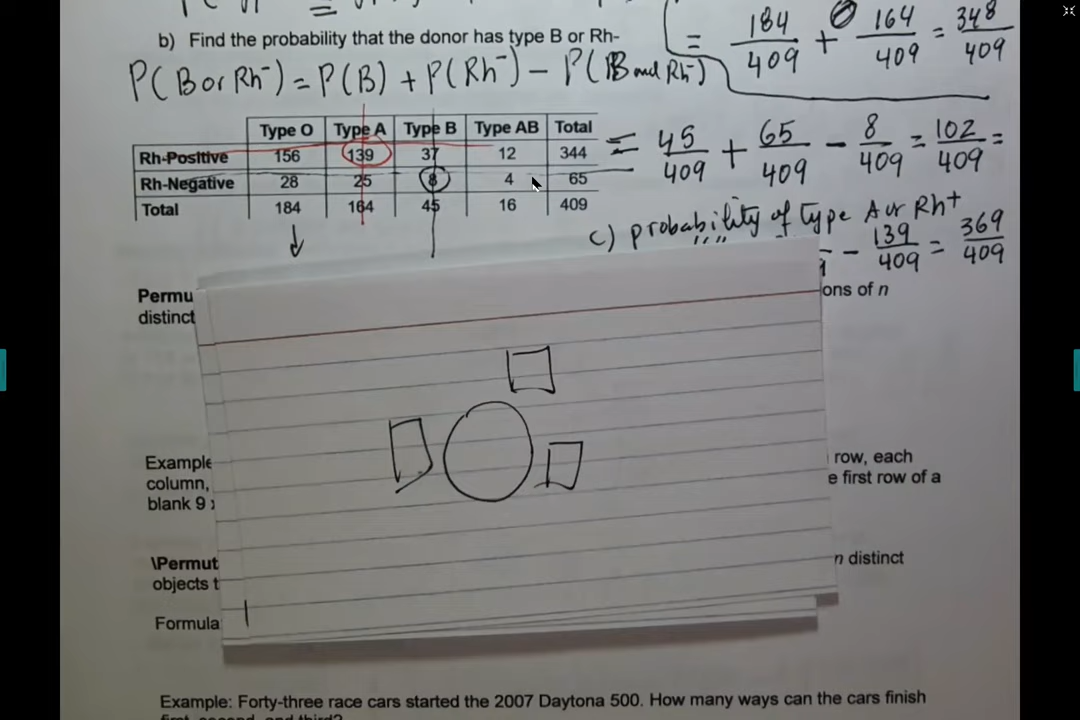 b) Find the probability that the donor has type B or Rh-
= 184/409 + 164/409 = 348/409
P(B or Rh⁻) = P(B) + P(Rh⁻) - P(B and Rh⁻)
Type O Type A Type B Type AB Total
Rh-Positive 156 139 37 12 344
Rh-Negative 28 25 8 4 65
Total 184 164 45 16 409
= 45/409 + 65/409 - 8/409 = 102/409 =
c) probability of type A or Rh+
- 139/409 = 369/409
Permu
ons of n
distinct
Example
row, each
column,
e first row of a
blank 9
\Permut
n distinct
objects t
Formula
Example: Forty-three race cars started the 2007 Daytona 500. How many ways can the cars finish